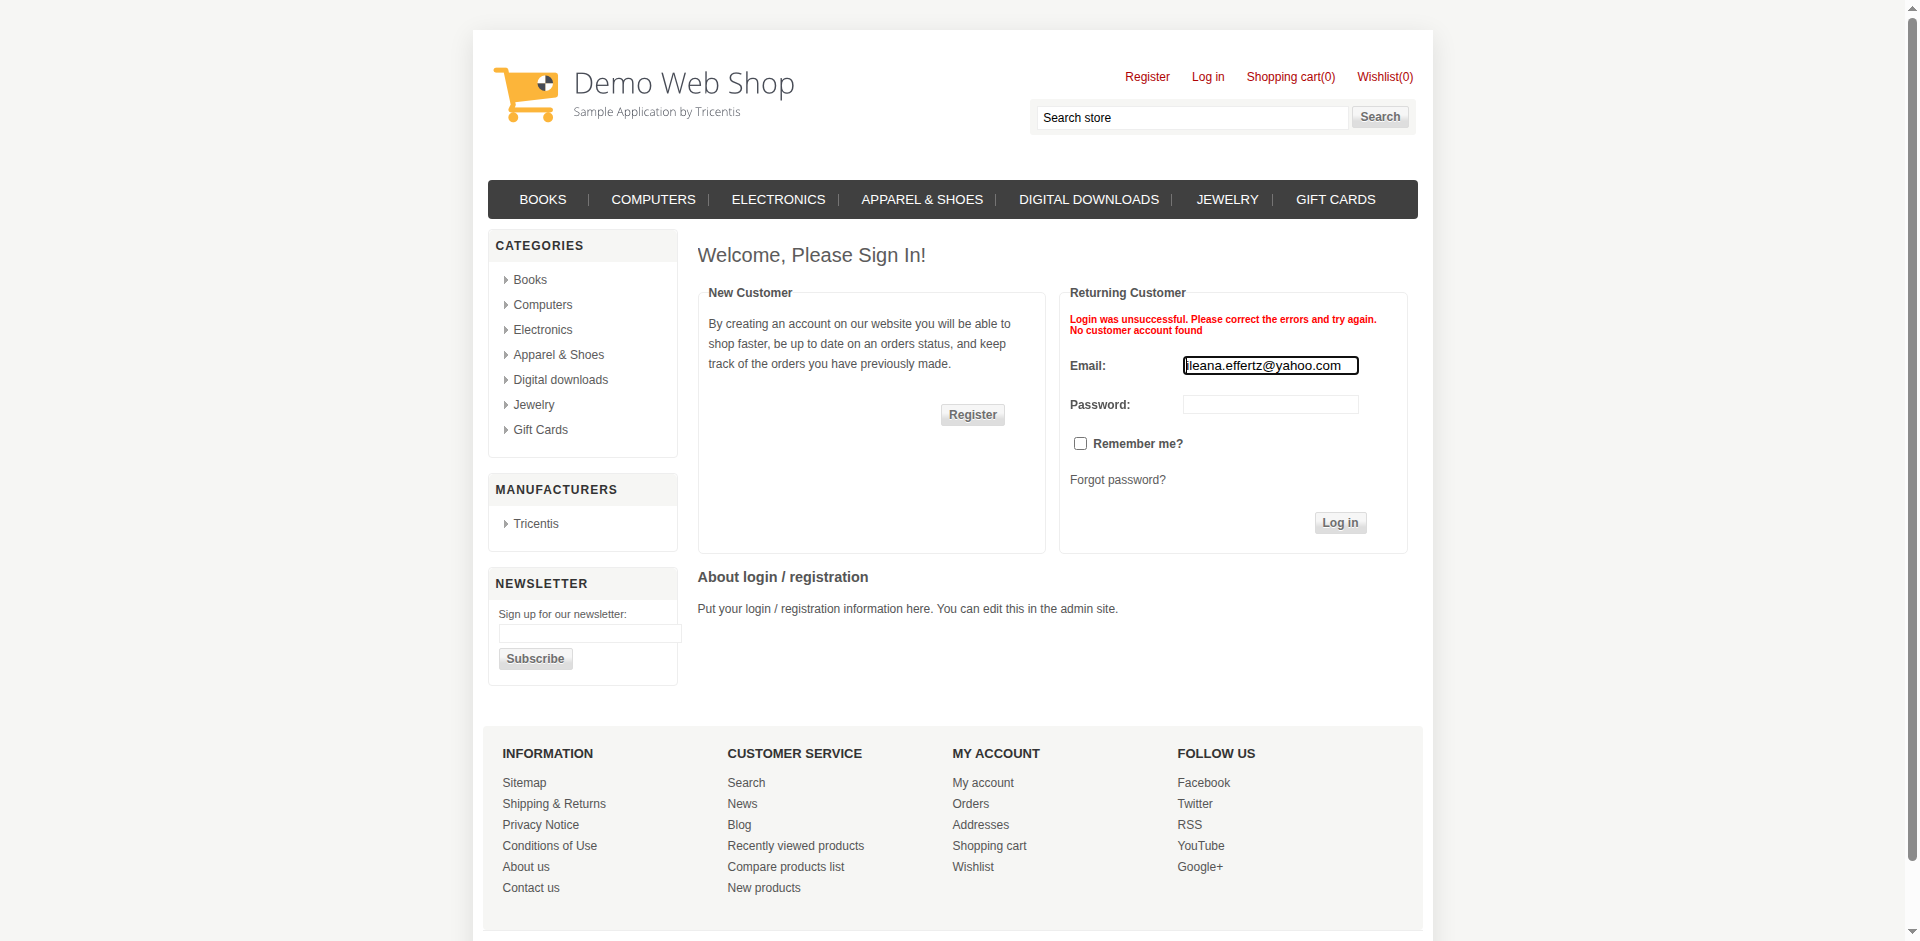 Demo Web Shop
Sample Application by Tricentis
Register Log in Shopping cart(0) Wishlist(0)
Search store Search
BOOKS COMPUTERS ELECTRONICS APPAREL & SHOES DIGITAL DOWNLOADS JEWELRY GIFT CARDS
CATEGORIES
Books
Computers
Electronics
Apparel & Shoes
Digital downloads
Jewelry
Gift Cards
MANUFACTURERS
Tricentis
NEWSLETTER
Sign up for our newsletter:
Subscribe
Welcome, Please Sign In!
New Customer
By creating an account on our website you will be able to
shop faster, be up to date on an orders status, and keep
track of the orders you have previously made.
Register
Returning Customer
Login was unsuccessful. Please correct the errors and try again.
No customer account found
Email: ileana.effertz@yahoo.com
Password:
Remember me?
Forgot password?
Log in
About login / registration
Put your login / registration information here. You can edit this in the admin site.
INFORMATION
Sitemap
Shipping & Returns
Privacy Notice
Conditions of Use
About us
Contact us
CUSTOMER SERVICE
Search
News
Blog
Recently viewed products
Compare products list
New products
MY ACCOUNT
My account
Orders
Addresses
Shopping cart
Wishlist
FOLLOW US
Facebook
Twitter
RSS
YouTube
Google+